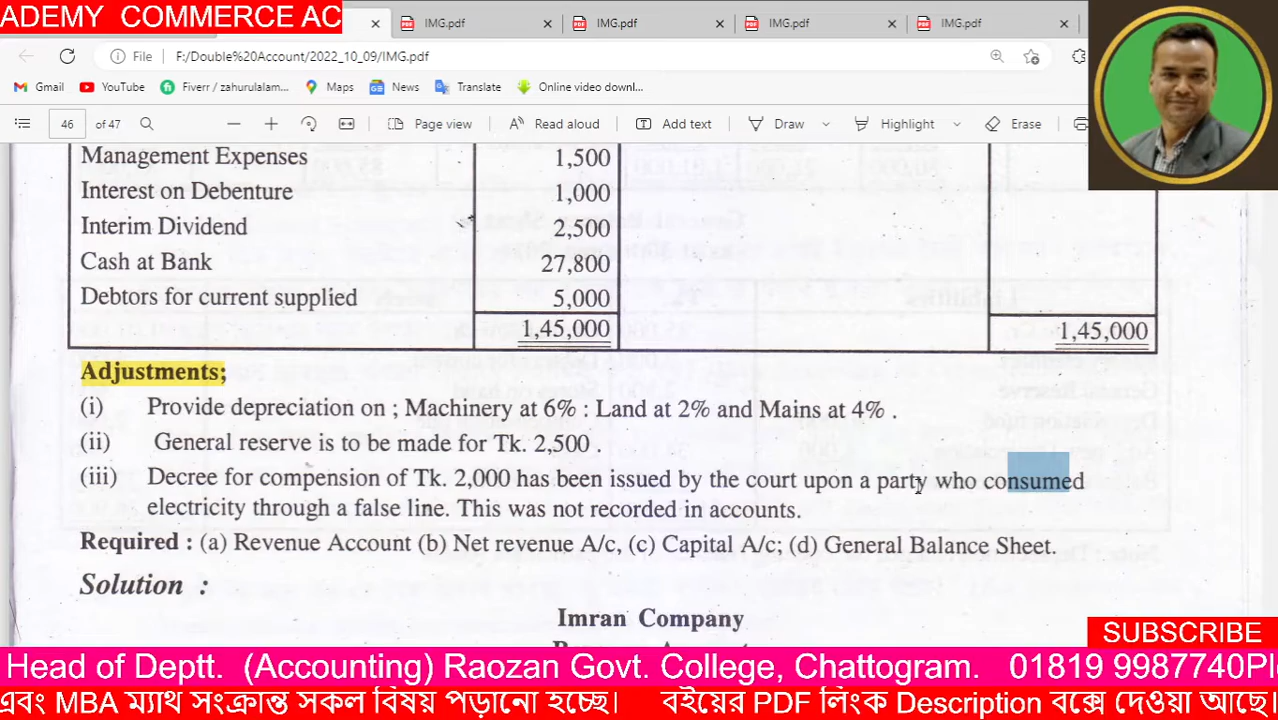 ADEMY COMMERCE AC
IMG.pdf
IMG.pdf
IMG.pdf
IMG.pdf
File F:/Double%20Account/2022_10_09/IMG.pdf
Gmail YouTube Fiverr / zahurulalam... Maps News Translate Online video downl...
46 of 47 Page view Read aloud Add text Draw Highlight Erase
Management Expenses 1,500
Interest on Debenture 1,000
Interim Dividend 2,500
Cash at Bank 27,800
Debtors for current supplied 5,000
1,45,000 1,45,000
Adjustments;
(i) Provide depreciation on ; Machinery at 6% : Land at 2% and Mains at 4% .
(ii) General reserve is to be made for Tk. 2,500
(iii) Decree for compension of Tk. 2,000 has been issued by the court upon a party who consumed
electricity through a false line. This was not recorded in accounts.
Required : (a) Revenue Account (b) Net revenue A/c, (c) Capital A/c; (d) General Balance Sheet.
Solution :
Imran Company
SUBSCRIBE
Head of Deptt. (Accounting) Raozan Govt. College, Chattogram. 01819 9987740Pl
এবং MBA ম্যাথ সংক্রান্ত সকল বিষয় পড়ানো হচ্ছে। বইয়ের PDF লিংক Description বক্সে দেওয়া আছে।